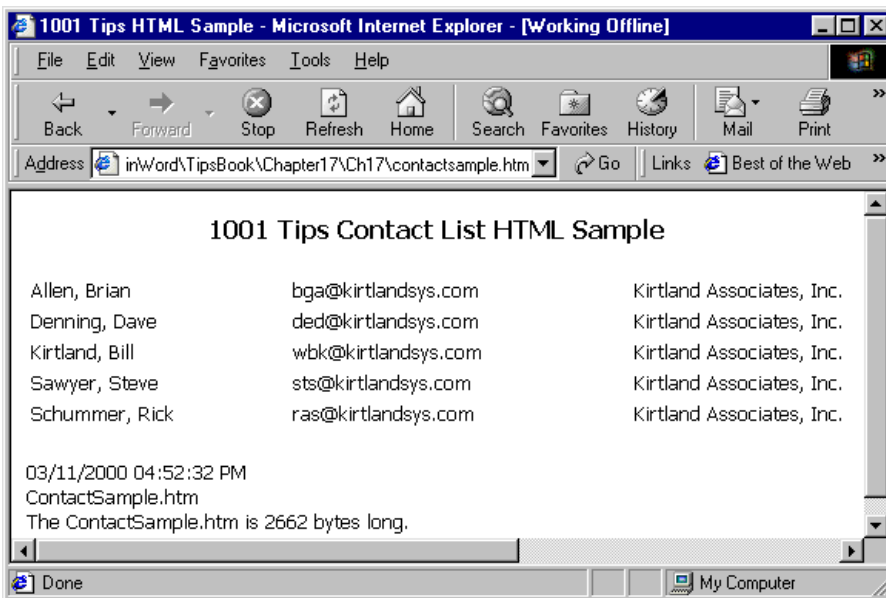 1001 Tips HTML Sample - Microsoft Internet Explorer - [Working Offline]
File Edit View Favorites Tools Help
Back Forward Stop Refresh Home Search Favorites History Mail Print »
Address inWord\TipsBook\Chapter17\Ch17\contactsample.htm Go Links Best of the Web »
1001 Tips Contact List HTML Sample
Allen, Brian bga@kirtlandsys.com Kirtland Associates, Inc.
Denning, Dave ded@kirtlandsys.com Kirtland Associates, Inc.
Kirtland, Bill wbk@kirtlandsys.com Kirtland Associates, Inc.
Sawyer, Steve sts@kirtlandsys.com Kirtland Associates, Inc.
Schummer, Rick ras@kirtlandsys.com Kirtland Associates, Inc.
03/11/2000 04:52:32 PM
ContactSample.htm
The ContactSample.htm is 2662 bytes long.
Done My Computer